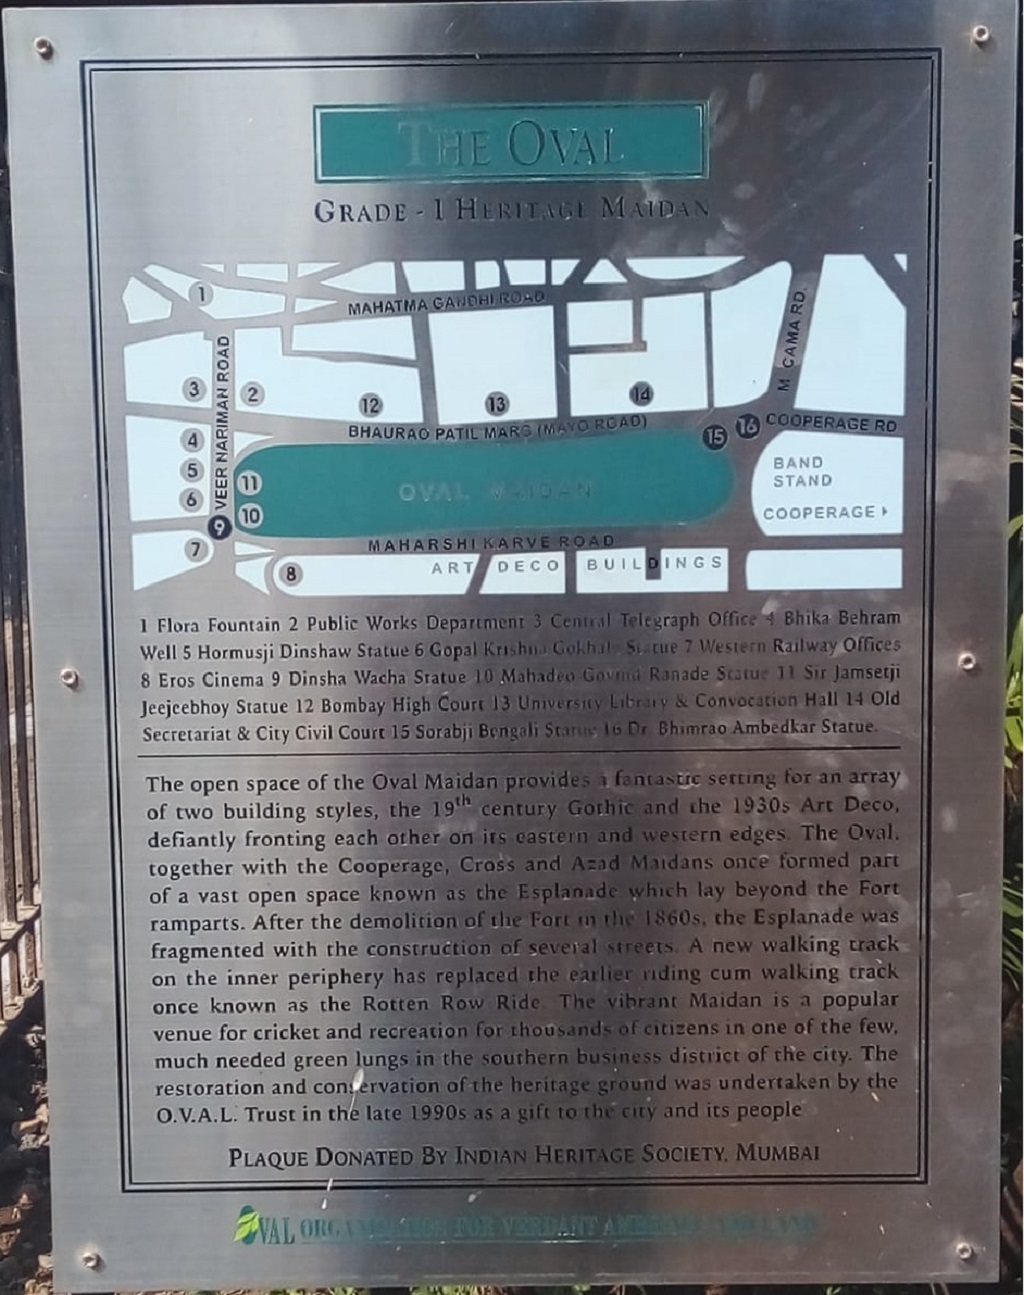 THE OVAL
GRADE - 1 HERITAGE MAIDAN
1
MAHATMA GANDHI ROAD
M. CAMA RD.
VEER NARIMAN ROAD
3
2
12
13
14
4
BHAURAO PATIL MARG (MAYO ROAD)
15
16
COOPERAGE RD
5
11
OVAL MAIDAN
BAND
STAND
6
10
COOPERAGE
9
7
MAHARSHI KARVE ROAD
8
ART DECO BUILDINGS
1 Flora Fountain 2 Public Works Department 3 Central Telegraph Office 4 Bhika Behram
Well 5 Hormusji Dinshaw Statue 6 Gopal Krishna Gokhale Statue 7 Western Railway Offices
8 Eros Cinema 9 Dinsha Wacha Statue 10 Mahadeo Govind Ranade Statue 11 Sir Jamsetji
Jeejeebhoy Statue 12 Bombay High Court 13 University Library & Convocation Hall 14 Old
Secretariat & City Civil Court 15 Sorabji Bengali Statue 16 Dr. Bhimrao Ambedkar Statue.
The open space of the Oval Maidan provides a fantastic setting for an array
of two building styles, the 19th century Gothic and the 1930s Art Deco,
defiantly fronting each other on its eastern and western edges. The Oval,
together with the Cooperage, Cross and Azad Maidans once formed part
of a vast open space known as the Esplanade which lay beyond the Fort
ramparts. After the demolition of the Fort in the 1860s, the Esplanade was
fragmented with the construction of several streets. A new walking track
on the inner periphery has replaced the earlier riding cum walking track
once known as the Rotten Row Ride. The vibrant Maidan is a popular
venue for cricket and recreation for thousands of citizens in one of the few,
much needed green lungs in the southern business district of the city. The
restoration and conservation of the heritage ground was undertaken by the
O.V.A.L. Trust in the late 1990s as a gift to the city and its people
PLAQUE DONATED BY INDIAN HERITAGE SOCIETY, MUMBAI
OVAL FOR VERDANT